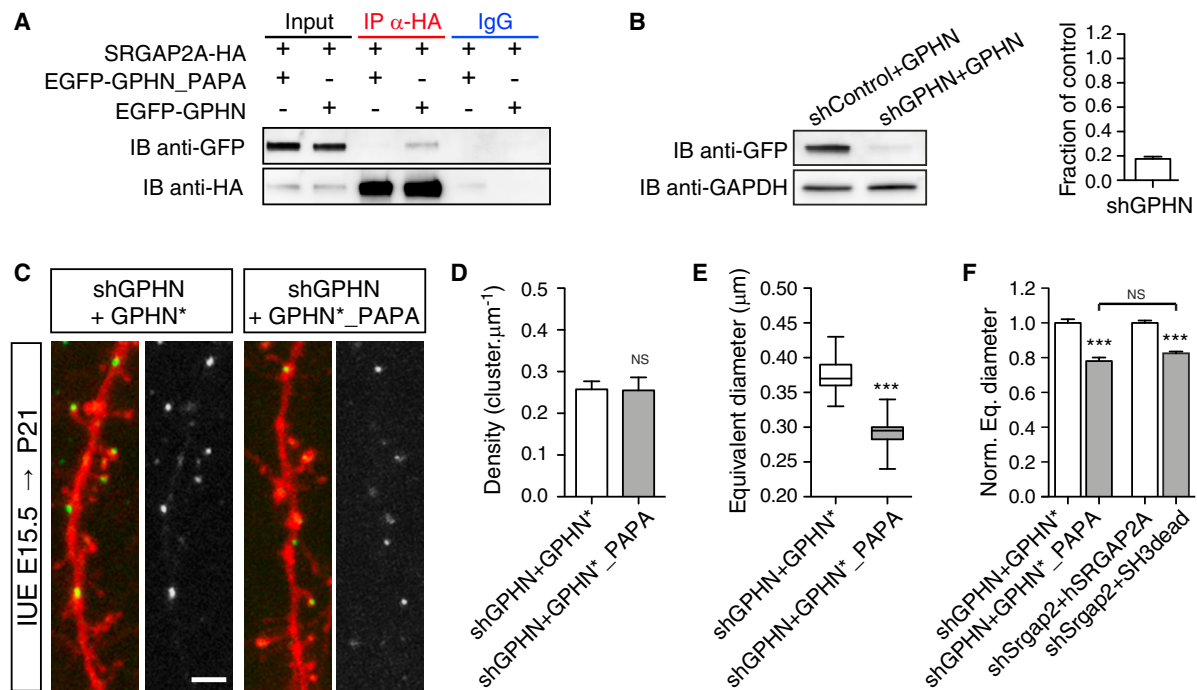 A
Input IP α-HA IgG
SRGAP2A-HA + + + + + +
EGFP-GPHN_PAPA + - + - + -
EGFP-GPHN - + - + - +
IB anti-GFP
IB anti-HA
B
shControl+GPHN
shGPHN+GPHN
IB anti-GFP
IB anti-GAPDH
Fraction of control
1.2
1.0
0.8
0.6
0.4
0.2
0.0
shGPHN
C
shGPHN
+ GPHN*
shGPHN
+ GPHN*_PAPA
IUE E15.5 → P21
D
Density (cluster.μm⁻¹)
0.5
0.4
0.3
0.2
0.1
0.0
NS
shGPHN+GPHN*
shGPHN+GPHN*_PAPA
E
Equivalent diameter (μm)
0.50
0.45
0.40
0.35
0.30
0.25
0.20
***
shGPHN+GPHN*
shGPHN+GPHN*_PAPA
F
Norm. Eq. diameter
1.2
1.0
0.8
0.6
0.4
0.2
0.0
NS
***
***
shGPHN+GPHN*
shGPHN+GPHN*_PAPA
shSrgap2+hSRGAP2A
shSrgap2+SH3dead